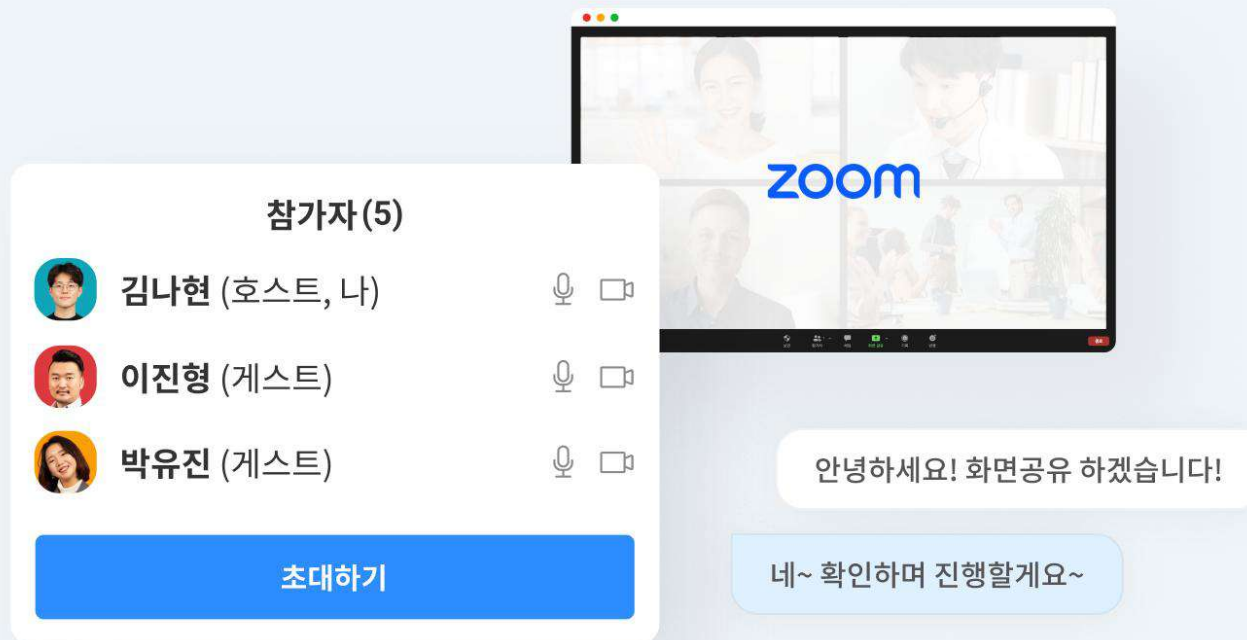 zoom
참가자(5)
김나현 (호스트, 나)
이진형 (게스트)
박유진 (게스트)
초대하기
안녕하세요! 화면공유 하겠습니다!
네~ 확인하며 진행할게요~